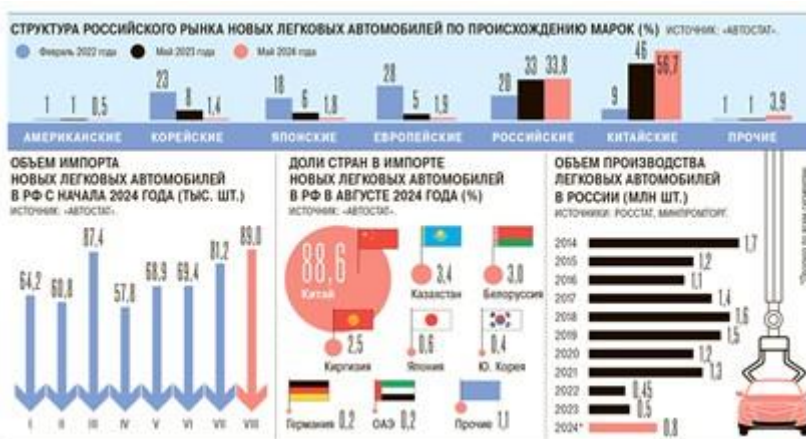 СТРУКТУРА РОССИЙСКОГО РЫНКА НОВЫХ ЛЕГКОВЫХ АВТОМОБИЛЕЙ ПО ПРОИСХОЖДЕНИЮ МАРОК (%) ИСТОЧНИК: «АВТОСТАТ».
Февраль 2022 года Май 2023 года Май 2024 года
1 1 0,5
23 8 1,4
18 6 1,8
28 5 1,9
20 33 33,8
9 46 56,7
1 1 3,9
АМЕРИКАНСКИЕ КОРЕЙСКИЕ ЯПОНСКИЕ ЕВРОПЕЙСКИЕ РОССИЙСКИЕ КИТАЙСКИЕ ПРОЧИЕ
ОБЪЕМ ИМПОРТА
НОВЫХ ЛЕГКОВЫХ АВТОМОБИЛЕЙ
В РФ С НАЧАЛА 2024 ГОДА (ТЫС. ШТ.)
ИСТОЧНИК: «АВТОСТАТ».
64,2 60,8 87,4 57,8 68,9 69,4 81,2 89,0
I II III IV V VI VII VIII
ДОЛИ СТРАН В ИМПОРТЕ
НОВЫХ ЛЕГКОВЫХ АВТОМОБИЛЕЙ
В РФ В АВГУСТЕ 2024 ГОДА (%)
ИСТОЧНИК: «АВТОСТАТ».
88,6
Китай
3,4
Казахстан
3,0
Белоруссия
2,5
Киргизия
0,6
Япония
0,4
Ю. Корея
Германия 0,2
ОАЭ 0,2
Прочие 1,1
ОБЪЕМ ПРОИЗВОДСТВА
ЛЕГКОВЫХ АВТОМОБИЛЕЙ
В РОССИИ (МЛН ШТ.)
ИСТОЧНИКИ: РОССТАТ, МИНПРОМТОРГ.
2014 1,7
2015 1,2
2016 1,1
2017 1,4
2018 1,6
2019 1,5
2020 1,2
2021 1,3
2022 0,45
2023 0,5
2024* 0,8